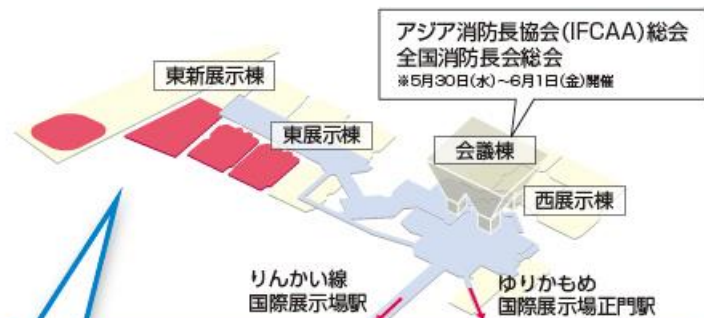 アジア消防長協会(IFCAA)総会
全国消防長会総会
※5月30日(水)~6月1日(金)開催
東新展示棟
東展示棟
会議棟
西展示棟
りんかい線
国際展示場駅
ゆりかもめ
国際展示場正門駅